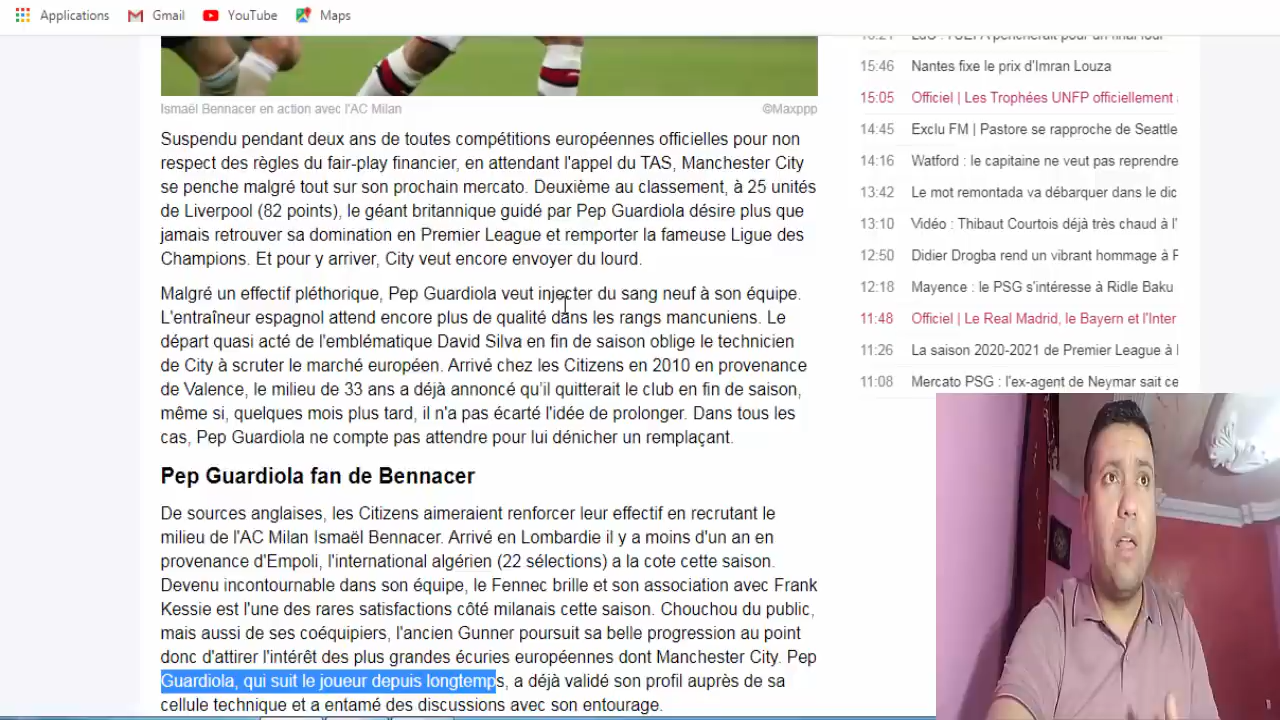 Applications Gmail YouTube Maps
Ismaël Bennacer en action avec l'AC Milan ©Maxppp
Suspendu pendant deux ans de toutes compétitions européennes officielles pour non
respect des règles du fair-play financier, en attendant l'appel du TAS, Manchester City
se penche malgré tout sur son prochain mercato. Deuxième au classement, à 25 unités
de Liverpool (82 points), le géant britannique guidé par Pep Guardiola désire plus que
jamais retrouver sa domination en Premier League et remporter la fameuse Ligue des
Champions. Et pour y arriver, City veut encore envoyer du lourd.
Malgré un effectif pléthorique, Pep Guardiola veut injecter du sang neuf à son équipe.
L'entraîneur espagnol attend encore plus de qualité dans les rangs mancuniens. Le
départ quasi acté de l'emblématique David Silva en fin de saison oblige le technicien
de City à scruter le marché européen. Arrivé chez les Citizens en 2010 en provenance
de Valence, le milieu de 33 ans a déjà annoncé qu'il quitterait le club en fin de saison,
même si, quelques mois plus tard, il n'a pas écarté l'idée de prolonger. Dans tous les
cas, Pep Guardiola ne compte pas attendre pour lui dénicher un remplaçant.
Pep Guardiola fan de Bennacer
De sources anglaises, les Citizens aimeraient renforcer leur effectif en recrutant le
milieu de l'AC Milan Ismaël Bennacer. Arrivé en Lombardie il y a moins d'un an en
provenance d'Empoli, l'international algérien (22 sélections) a la cote cette saison.
Devenu incontournable dans son équipe, le Fennec brille et son association avec Frank
Kessie est l'une des rares satisfactions côté milanais cette saison. Chouchou du public,
mais aussi de ses coéquipiers, l'ancien Gunner poursuit sa belle progression au point
donc d'attirer l'intérêt des plus grandes écuries européennes dont Manchester City. Pep
Guardiola, qui suit le joueur depuis longtemps, a déjà validé son profil auprès de sa
cellule technique et a entamé des discussions avec son entourage.
15:46 Nantes fixe le prix d'Imran Louza
15:05 Officiel | Les Trophées UNFP officiellement
14:45 Exclu FM | Pastore se rapproche de Seattle
14:16 Watford : le capitaine ne veut pas reprendre
13:42 Le mot remontada va débarquer dans le dic
13:10 Vidéo : Thibaut Courtois déjà très chaud à l'
12:50 Didier Drogba rend un vibrant hommage à F
12:18 Mayence : le PSG s'intéresse à Ridle Baku
11:48 Officiel | Le Real Madrid, le Bayern et l'Inter
11:26 La saison 2020-2021 de Premier League à
11:08 Mercato PSG : l'ex-agent de Neymar sait ce